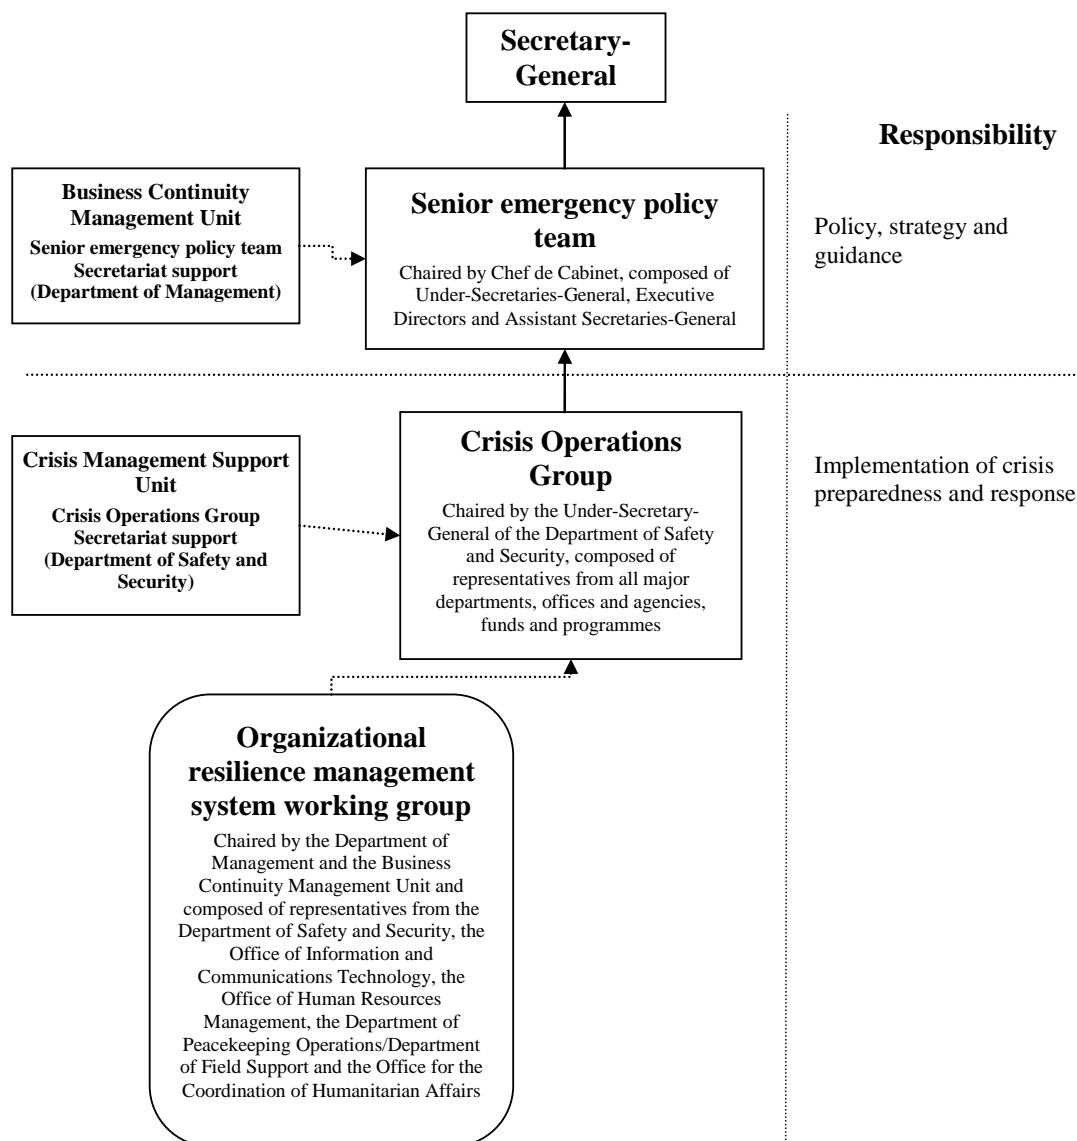 Secretary-
General
Responsibility
Business Continuity
Management Unit
Senior emergency policy team
Secretariat support
(Department of Management)
Senior emergency policy
team
Chaired by Chef de Cabinet, composed of
Under-Secretaries-General, Executive
Directors and Assistant Secretaries-General
Policy, strategy and
guidance
Crisis Management Support
Unit
Crisis Operations Group
Secretariat support
(Department of Safety and
Security)
Crisis Operations
Group
Chaired by the Under-Secretary-
General of the Department of Safety
and Security, composed of
representatives from all major
departments, offices and agencies,
funds and programmes
Implementation of crisis
preparedness and response
Organizational
resilience management
system working group
Chaired by the Department of
Management and the Business
Continuity Management Unit and
composed of representatives from the
Department of Safety and Security, the
Office of Information and
Communications Technology, the
Office of Human Resources
Management, the Department of
Peacekeeping Operations/Department
of Field Support and the Office for the
Coordination of Humanitarian Affairs